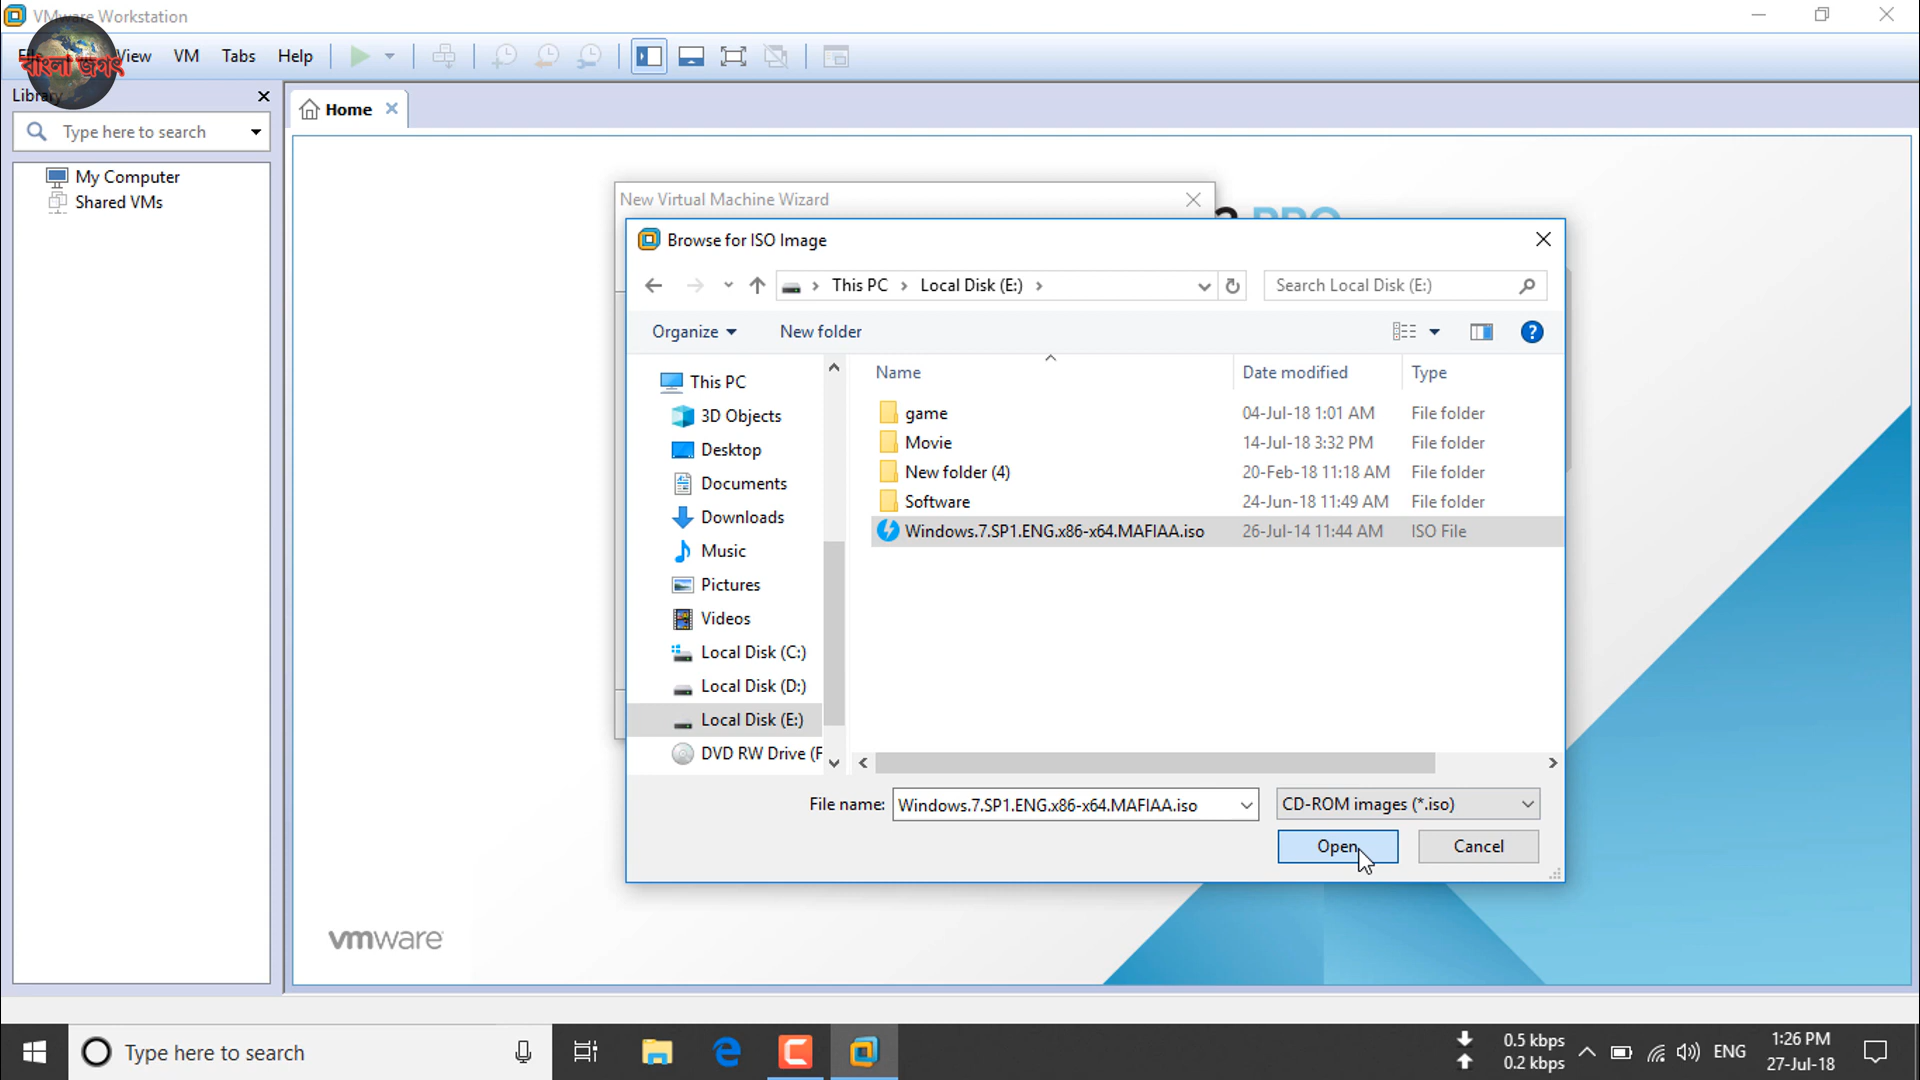 VMware Workstation
View VM Tabs Help
বাংলা জগৎ
Library
Type here to search
My Computer
Shared VMs
Home
New Virtual Machine Wizard
PRO
Browse for ISO Image
This PC Local Disk (E:)
Search Local Disk (E:)
Organize New folder
Name Date modified Type
This PC
3D Objects
Desktop
Documents
Downloads
Music
Pictures
Videos
Local Disk (C:)
Local Disk (D:)
Local Disk (E:)
DVD RW Drive (F
game 04-Jul-18 1:01 AM File folder
Movie 14-Jul-18 3:32 PM File folder
New folder (4) 20-Feb-18 11:18 AM File folder
Software 24-Jun-18 11:49 AM File folder
Windows.7.SP1.ENG.x86-x64.MAFIAA.iso 26-Jul-14 11:44 AM ISO File
File name: Windows.7.SP1.ENG.x86-x64.MAFIAA.iso CD-ROM images (*.iso)
Open Cancel
vmware
Type here to search
0.5 kbps
0.2 kbps
ENG
1:26 PM
27-Jul-18